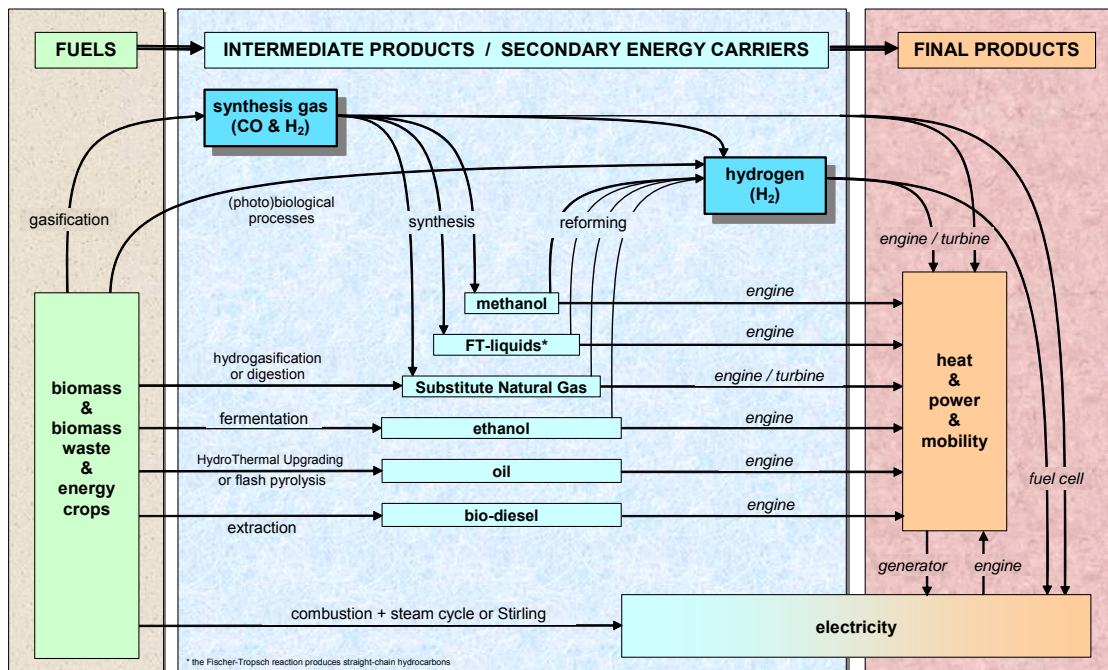 FUELS
INTERMEDIATE PRODUCTS / SECONDARY ENERGY CARRIERS
FINAL PRODUCTS
synthesis gas
(CO & H₂)
hydrogen
(H₂)
(photo)biological
processes
gasification
synthesis
reforming
engine / turbine
methanol
engine
FT-liquids*
engine
hydrogasification
or digestion
Substitute Natural Gas
engine / turbine
fermentation
ethanol
engine
HydroThermal Upgrading
or flash pyrolysis
oil
engine
extraction
bio-diesel
engine
biomass
&
biomass
waste
&
energy
crops
heat
&
power
&
mobility
fuel cell
generator
engine
combustion + steam cycle or Stirling
electricity
* the Fischer-Tropsch reaction produces straight-chain hydrocarbons